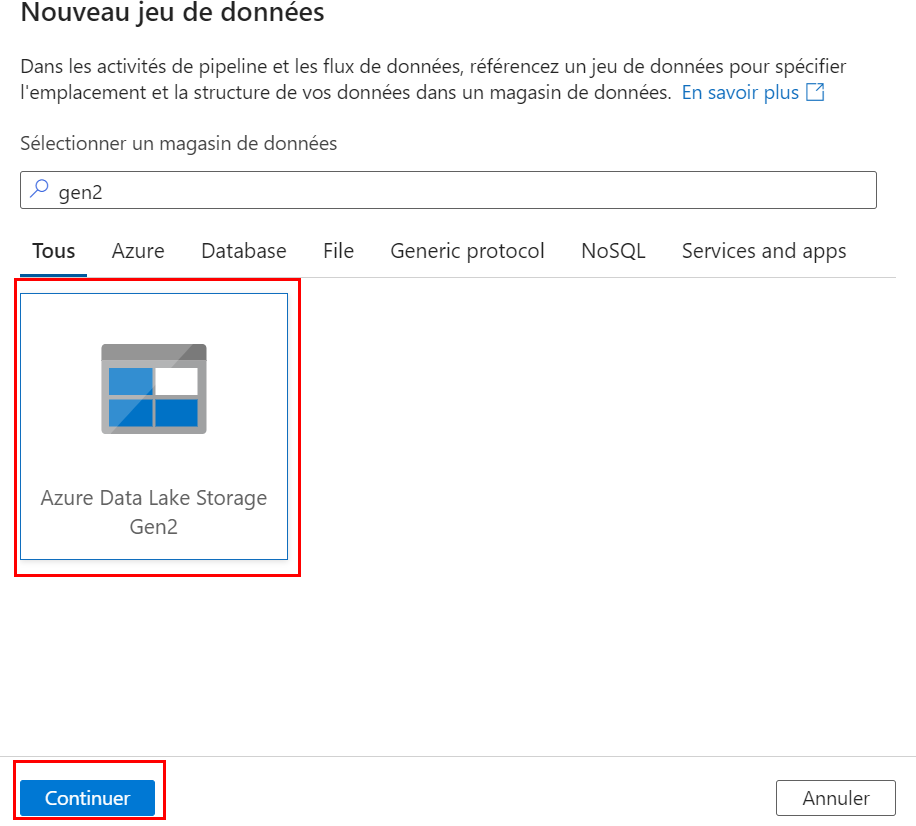 Nouveau jeu de données
Dans les activités de pipeline et les flux de données, référencez un jeu de données pour spécifier
l'emplacement et la structure de vos données dans un magasin de données. En savoir plus
Sélectionner un magasin de données
gen2
Tous Azure Database File Generic protocol NoSQL Services and apps
Azure Data Lake Storage
Gen2
Continuer Annuler